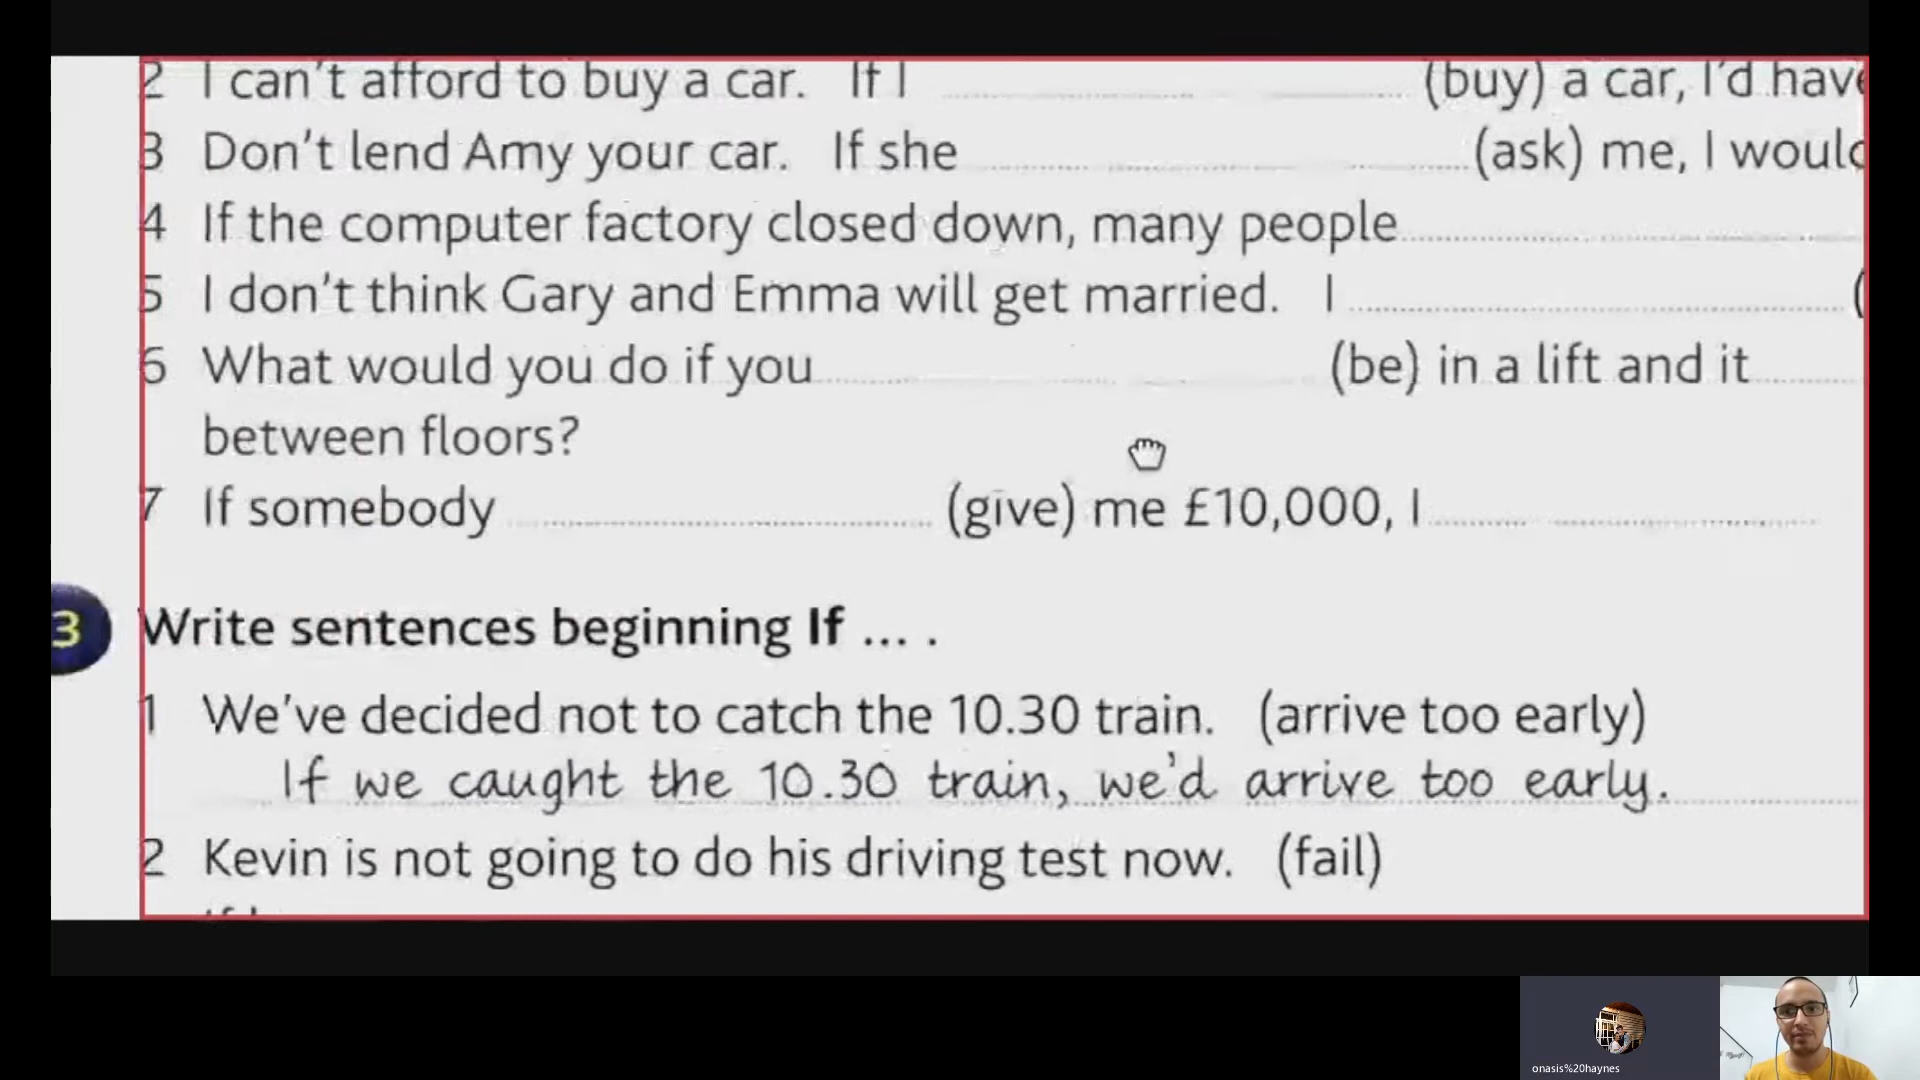 2 I can't afford to buy a car. If I (buy) a car, I'd have
3 Don't lend Amy your car. If she (ask) me, I would
4 If the computer factory closed down, many people
5 I don't think Gary and Emma will get married. I (
6 What would you do if you (be) in a lift and it
between floors?
7 If somebody (give) me £10,000, I
3 Write sentences beginning If ... .
1 We've decided not to catch the 10.30 train. (arrive too early)
If we caught the 10.30 train, we'd arrive too early.
2 Kevin is not going to do his driving test now. (fail)
onasis%20haynes